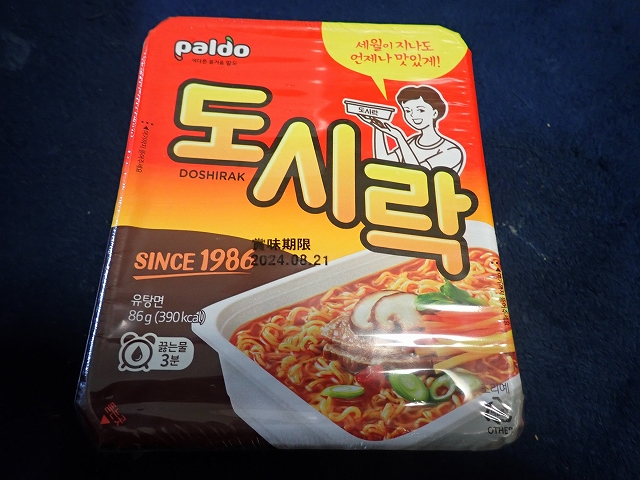 paldo
세월이 지나도
언제나 맛있게!
도시락
도시락
DOSHIRAK
賞味期限
2024.08.21
SINCE 1986
유탕면
86g (390kcal)
끓는물
3분
OTHER